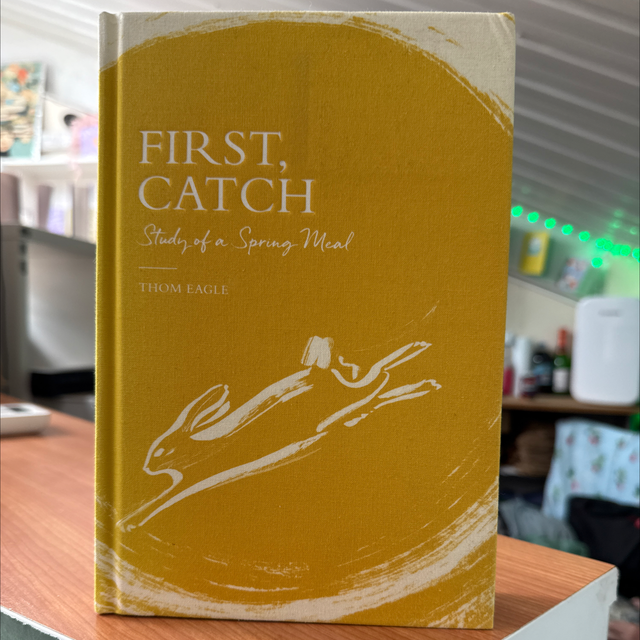 FIRST,
CATCH
Study of a Spring Meal
THOM EAGLE